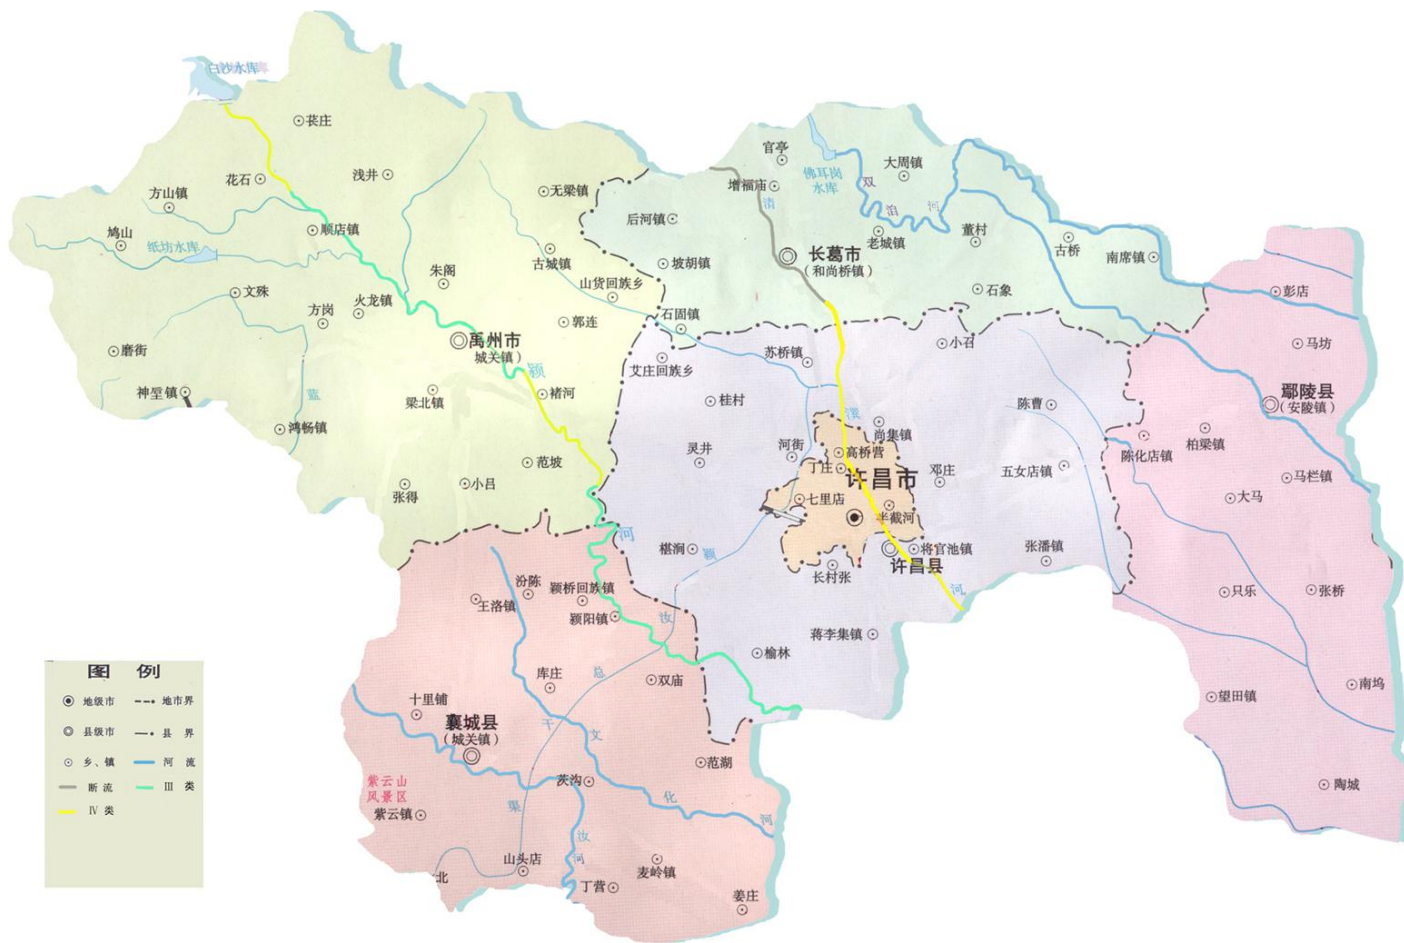 白沙水库
苌庄
花石
浅井
方山镇
无梁镇
鸠山
纸坊水库
顺店镇
朱阁
古城镇
山货回族乡
文殊
方岗
火龙镇
郭连
磨街
禹州市
城关镇)
颍
神垕镇
蓝
梁北镇
褚河
鸿畅镇
范坡
张得
小吕
官亭
增福庙
清
佛耳岗
水库
双
洎
河
大周镇
后河镇
坡胡镇
长葛市
(和尚桥镇)
老城镇
董村
古桥
南席镇
石象
石固镇
艾庄回族乡
苏桥镇
小召
桂村
陈曹
灵井
河街
潩
尚集镇
高桥营
丁庄
许昌市
邓庄
五女店镇
七里店
半截河
河
椹涧
颍
许昌县
将官池镇
张潘镇
长村张
河
蒋李集镇
榆林
彭店
马坊
鄢陵县
(安陵镇)
陈化店镇
柏梁镇
马栏镇
大马
只乐
张桥
望田镇
南坞
陶城
汾陈
颍桥回族镇
王洛镇
颍阳镇
汝
总
库庄
双庙
十里铺
襄城县
(城关镇)
干
文
范湖
紫云山
风景区
茨沟
化
河
渠
紫云镇
汝
河
北
山头店
丁营
麦岭镇
姜庄
图 例
地级市
地市界
县级市
县 界
乡、镇
河 流
断 流
III 类
IV 类